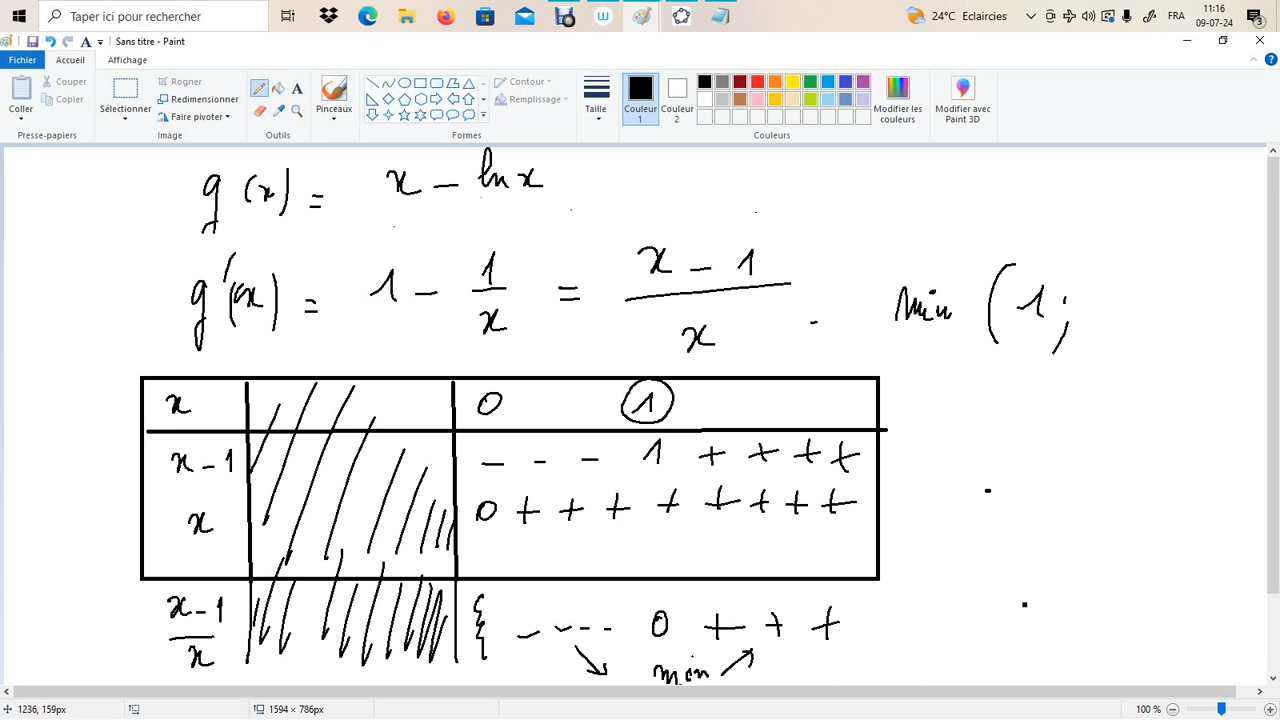 Taper ici pour rechercher
24°C Eclaircies
FRA
11:16
09-07-24
3
Sans titre - Paint
Fichier Accueil Affichage
Coller
Couper
Copier
Presse-papiers
Sélectionner
Rogner
Redimensionner
Faire pivoter
Image
A
Outils
Pinceaux
Contour
Remplissage
Formes
Taille
Couleur 1
Couleur 2
Modifier les couleurs
Couleurs
Modifier avec Paint 3D
g(x) = x - ln x
g'(x) = 1 - 1/x = (x - 1)/x min (1;
x 0 1
x-1 - - - 1 + + + +
x 0 + + + + + + + +
(x-1)/x - - - - 0 + + +
↘ min ↗
1236, 159px
1594 × 786px
100 %